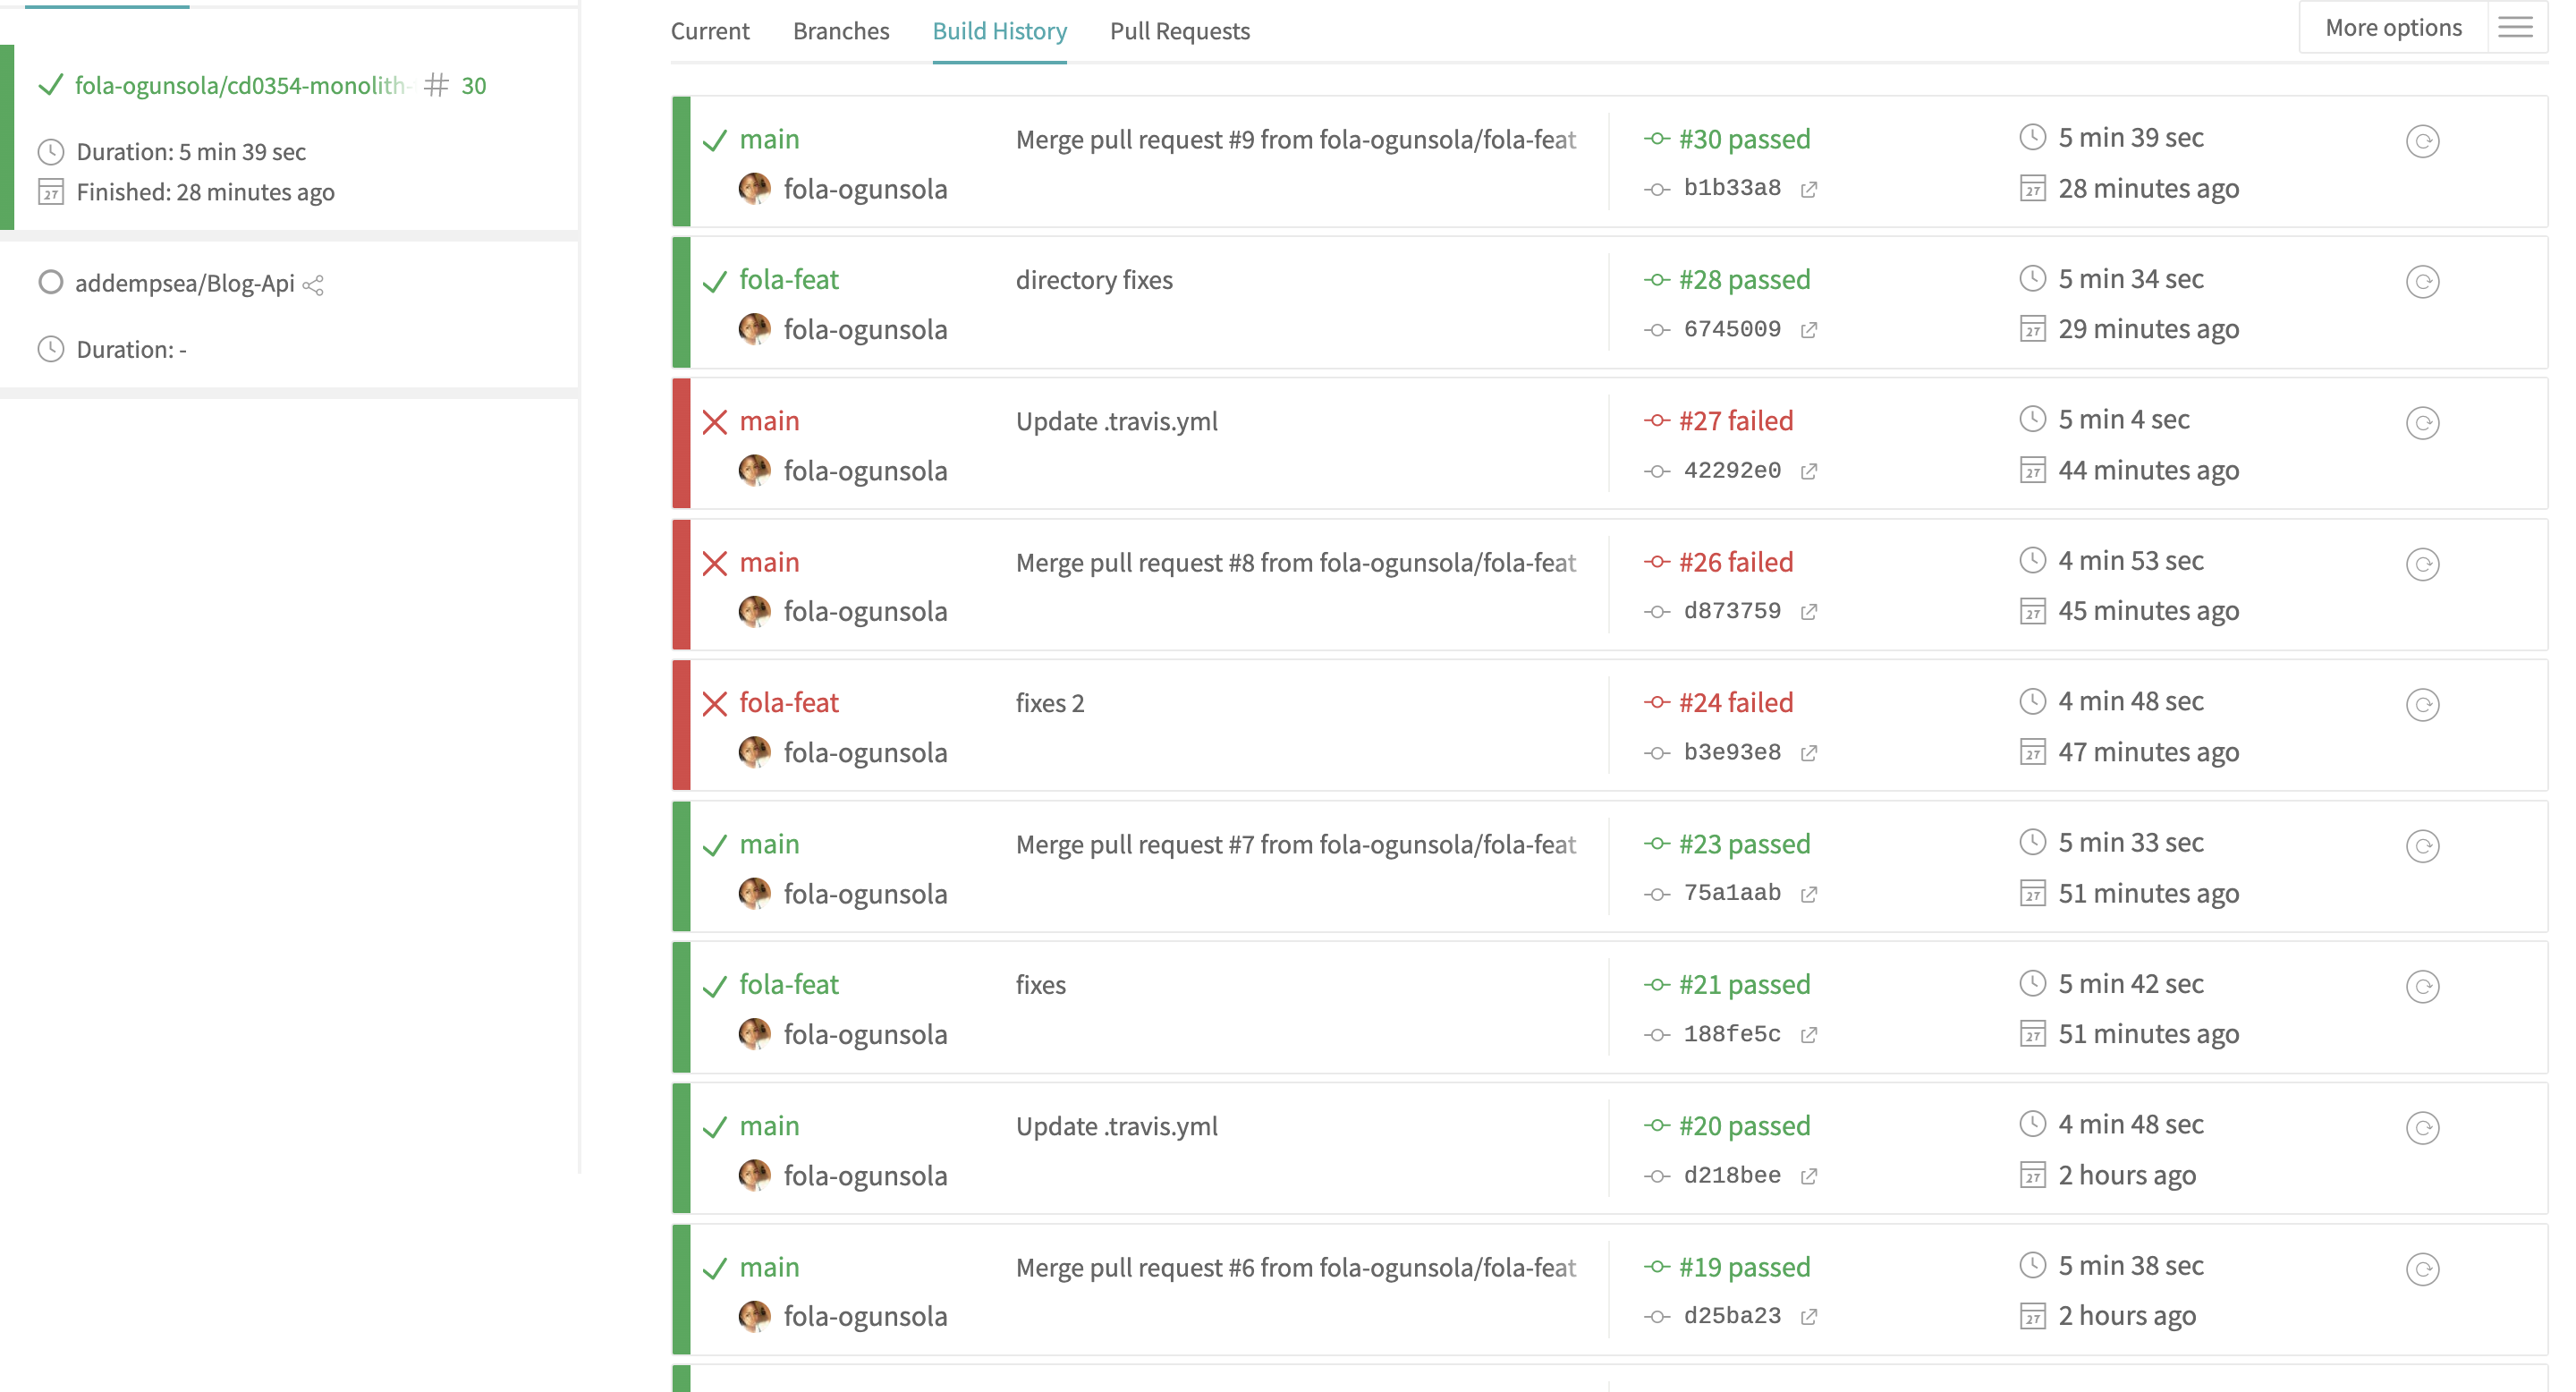 fola-ogunsola/cd0354-monolith- # 30
Duration: 5 min 39 sec
Finished: 28 minutes ago
addempsea/Blog-Api
Duration: -
Current Branches Build History Pull Requests
More options
main Merge pull request #9 from fola-ogunsola/fola-feat #30 passed 5 min 39 sec
fola-ogunsola b1b33a8 28 minutes ago
fola-feat directory fixes #28 passed 5 min 34 sec
fola-ogunsola 6745009 29 minutes ago
main Update .travis.yml #27 failed 5 min 4 sec
fola-ogunsola 42292e0 44 minutes ago
main Merge pull request #8 from fola-ogunsola/fola-feat #26 failed 4 min 53 sec
fola-ogunsola d873759 45 minutes ago
fola-feat fixes 2 #24 failed 4 min 48 sec
fola-ogunsola b3e93e8 47 minutes ago
main Merge pull request #7 from fola-ogunsola/fola-feat #23 passed 5 min 33 sec
fola-ogunsola 75a1aab 51 minutes ago
fola-feat fixes #21 passed 5 min 42 sec
fola-ogunsola 188fe5c 51 minutes ago
main Update .travis.yml #20 passed 4 min 48 sec
fola-ogunsola d218bee 2 hours ago
main Merge pull request #6 from fola-ogunsola/fola-feat #19 passed 5 min 38 sec
fola-ogunsola d25ba23 2 hours ago